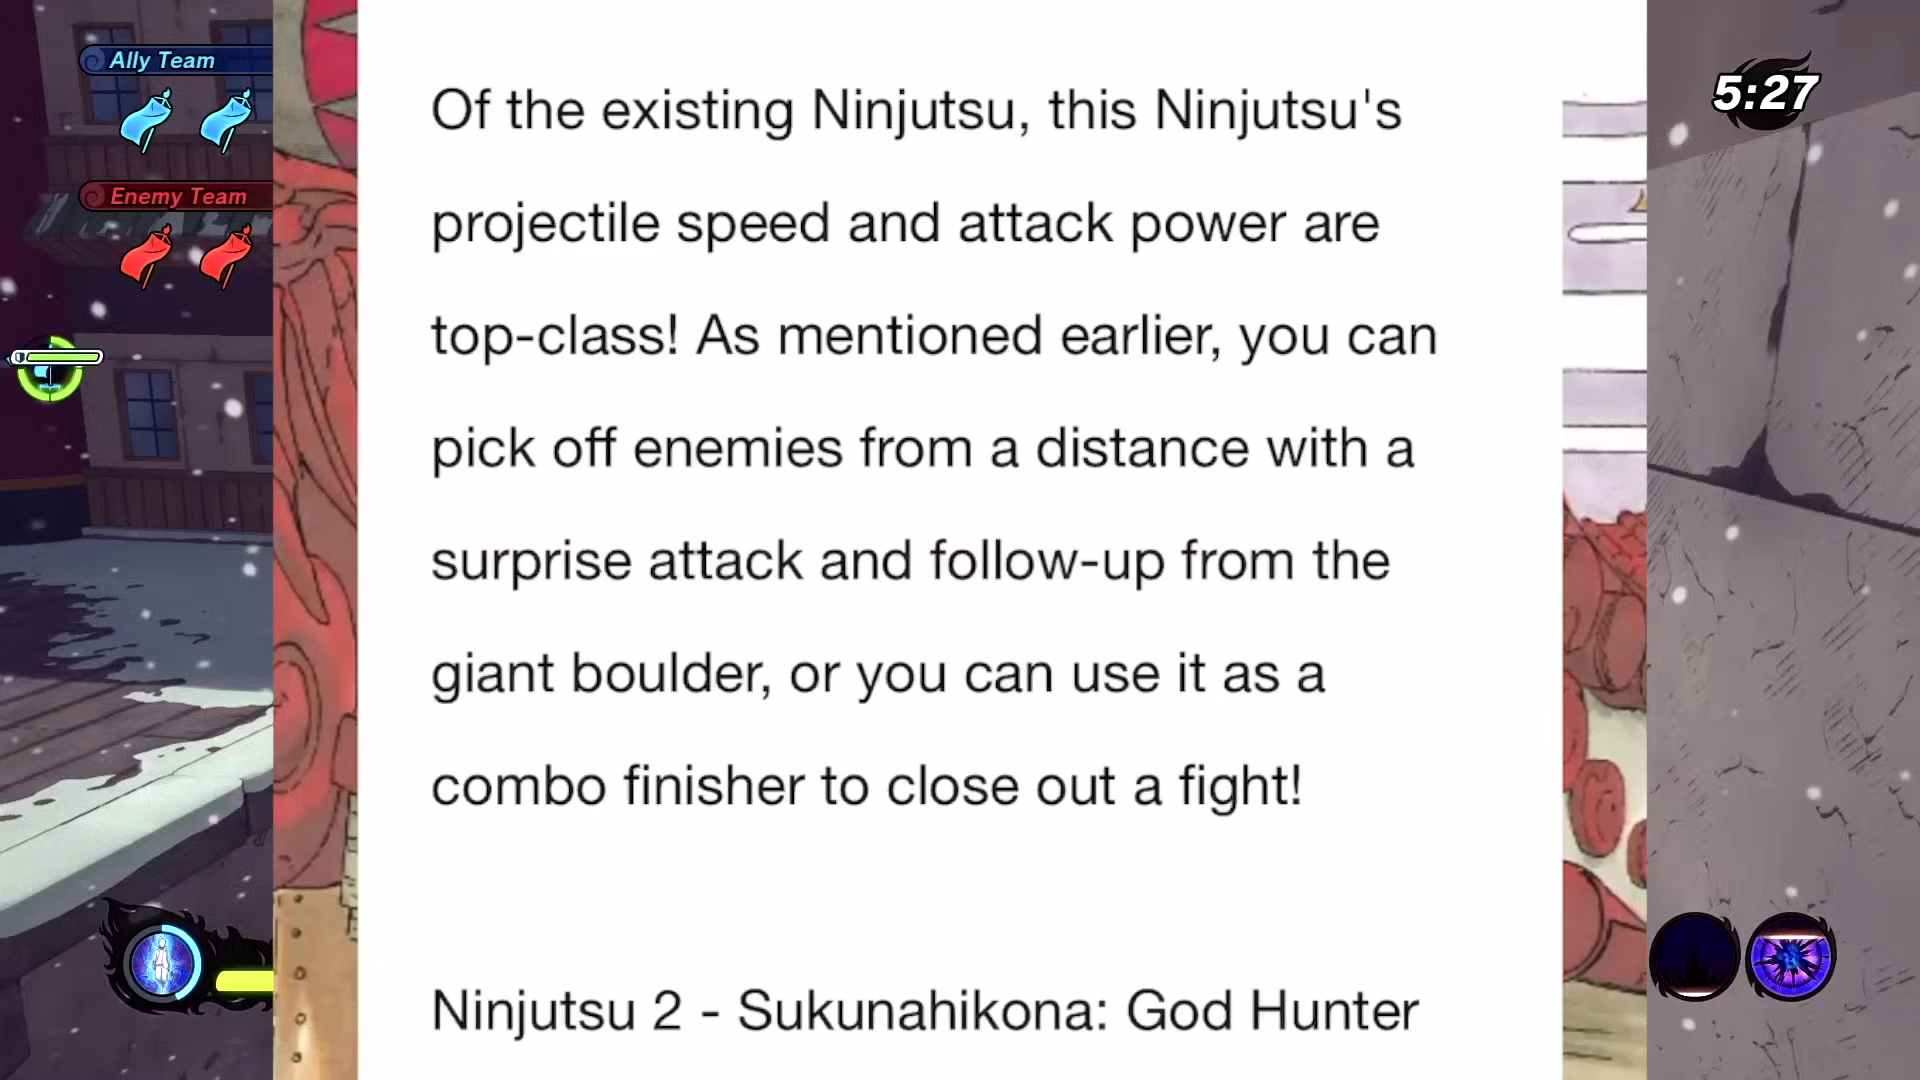 Ally Team
Enemy Team
5:27
Of the existing Ninjutsu, this Ninjutsu's
projectile speed and attack power are
top-class! As mentioned earlier, you can
pick off enemies from a distance with a
surprise attack and follow-up from the
giant boulder, or you can use it as a
combo finisher to close out a fight!
Ninjutsu 2 - Sukunahikona: God Hunter